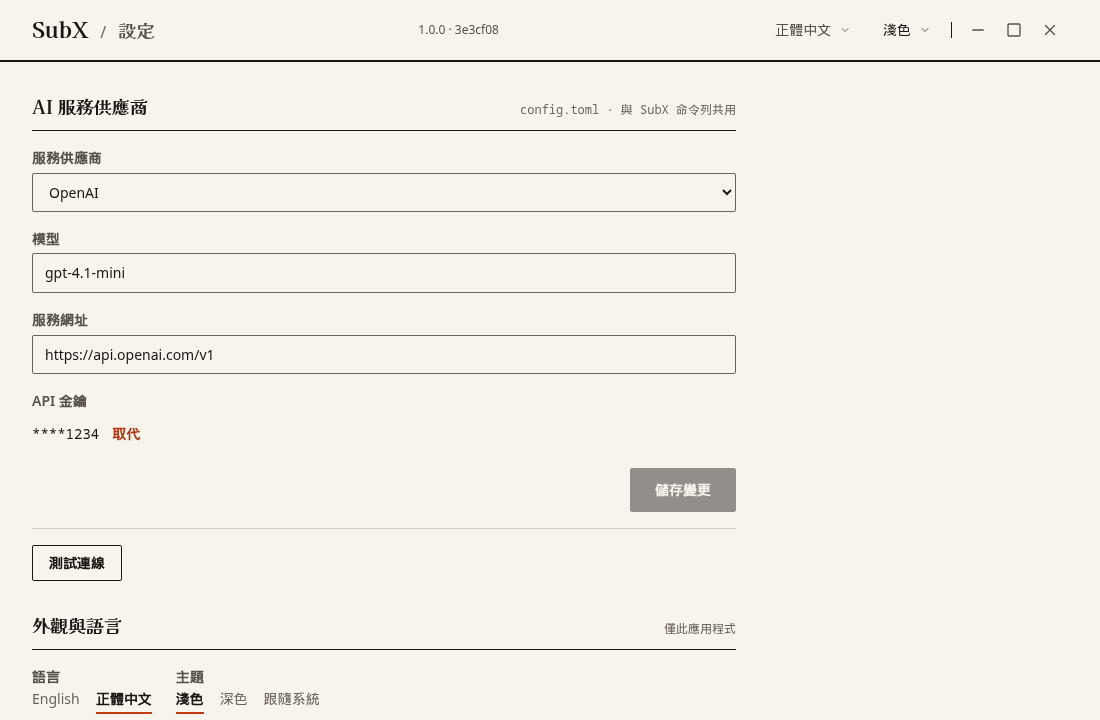 SubX / 設定
1.0.0 · 3e3cf08
正體中文
淺色
AI 服務供應商
config.toml · 與 SubX 命令列共用
服務供應商
OpenAI
模型
gpt-4.1-mini
服務網址
https://api.openai.com/v1
API 金鑰
****1234 取代
儲存變更
測試連線
外觀與語言
僅此應用程式
語言
English 正體中文
主題
淺色 深色 跟隨系統